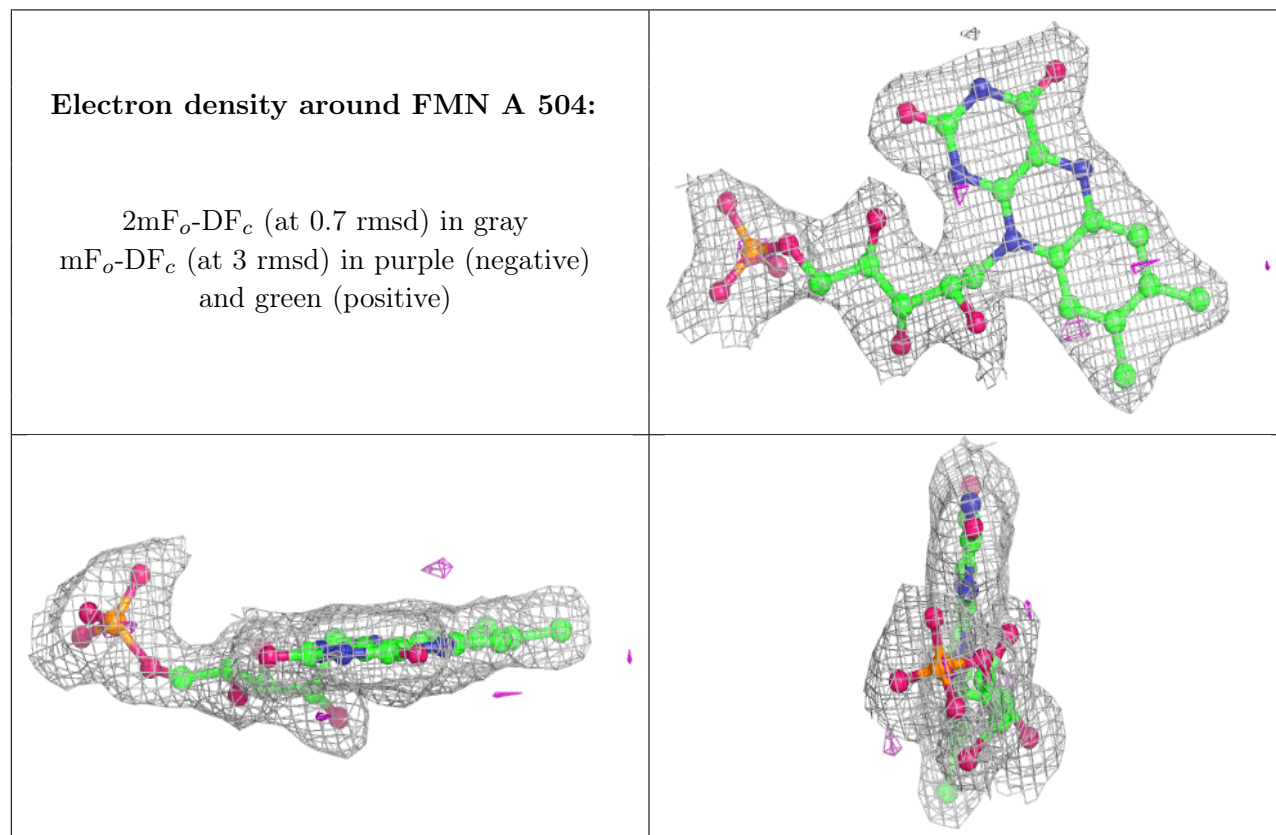 Electron density around FMN A 504:
2mFo-DFc (at 0.7 rmsd) in gray
mFo-DFc (at 3 rmsd) in purple (negative)
and green (positive)